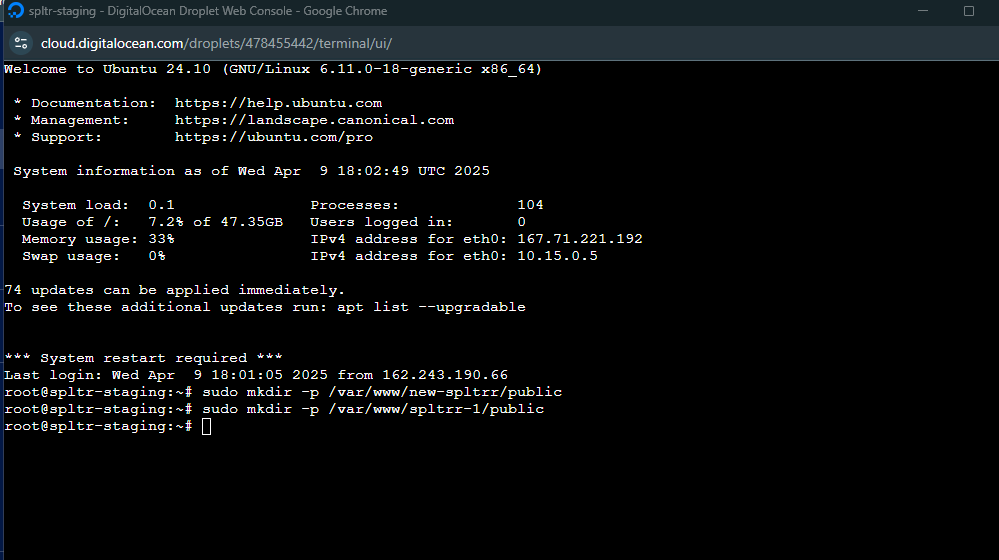 spltr-staging - DigitalOcean Droplet Web Console - Google Chrome
cloud.digitalocean.com/droplets/478455442/terminal/ui/
Welcome to Ubuntu 24.10 (GNU/Linux 6.11.0-18-generic x86_64)
* Documentation:  https://help.ubuntu.com
* Management:     https://landscape.canonical.com
* Support:        https://ubuntu.com/pro
System information as of Wed Apr  9 18:02:49 UTC 2025
System load:  0.1               Processes:             104
Usage of /:   7.2% of 47.35GB   Users logged in:       0
Memory usage: 33%               IPv4 address for eth0: 167.71.221.192
Swap usage:   0%                IPv4 address for eth0: 10.15.0.5
74 updates can be applied immediately.
To see these additional updates run: apt list --upgradable
*** System restart required ***
Last login: Wed Apr  9 18:01:05 2025 from 162.243.190.66
root@spltr-staging:~# sudo mkdir -p /var/www/new-spltrr/public
root@spltr-staging:~# sudo mkdir -p /var/www/spltrr-1/public
root@spltr-staging:~#